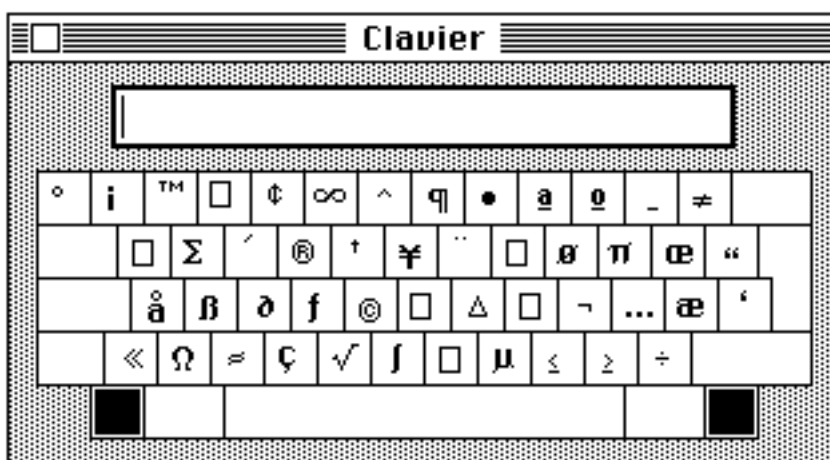 Clavier
° ¡ ™ □ ¢ ∞ ^ ¶ • ª º _ ≠
□ Σ ´ ® † ¥ ¨ □ ø π œ “
å ß ∂ ƒ © □ ∆ □ ¬ … æ ‘
≪ Ω ≈ ç √ ∫ □ µ ≤ ≥ ÷